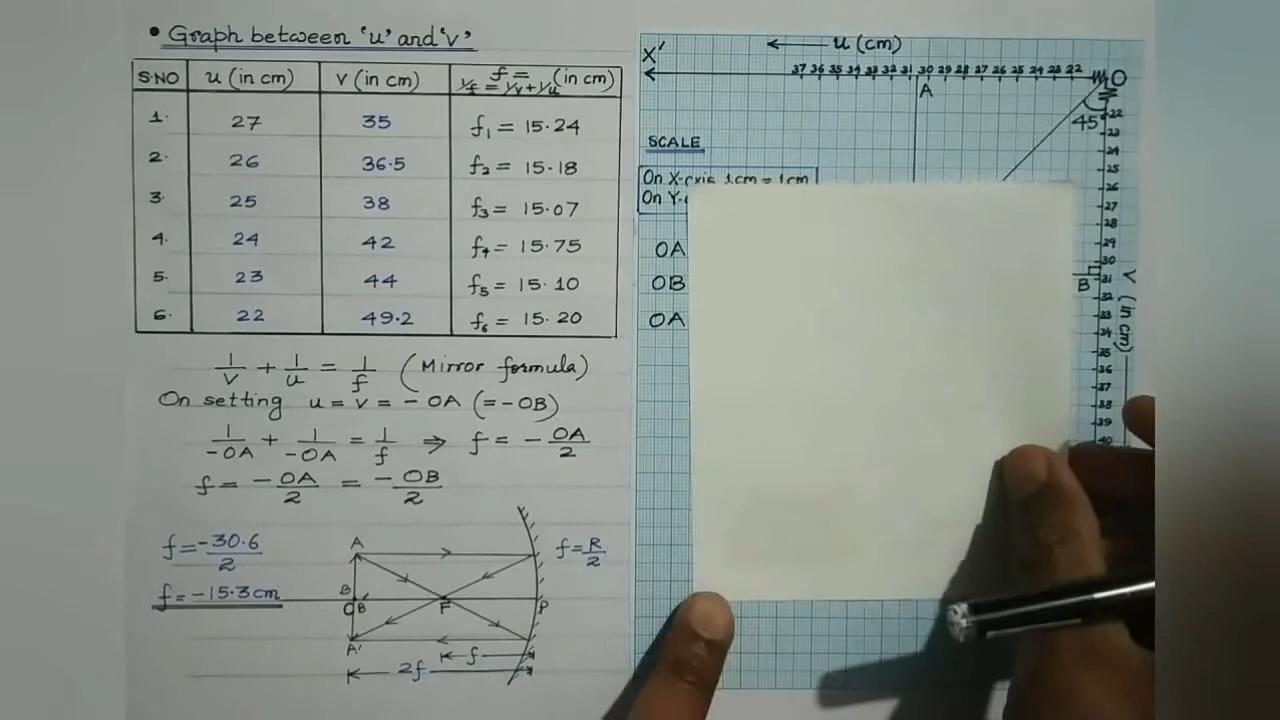 • Graph between 'u' and 'v'
S·NO u (in cm) v (in cm) f = (in cm)
1/f = 1/v + 1/u
1. 27 35 f₁ = 15.24
2. 26 36.5 f₂ = 15.18
3. 25 38 f₃ = 15.07
4. 24 42 f₄ = 15.75
5. 23 44 f₅ = 15.10
6. 22 49.2 f₆ = 15.20
1/v + 1/u = 1/f (Mirror formula)
On setting u = v = - OA (= - OB)
1/-OA + 1/-OA = 1/f ⇒ f = - OA/2
f = - OA/2 = - OB/2
f = -30.6/2
f = -15.3 cm
f = R/2
A
B
C B' F P
A'
f
2f
← u (cm)
X'
37 36 35 34 33 32 31 30 29 28 27 26 25 24 23 22 O
A
45°
SCALE
On X-axis 1cm = 1cm
On Y-
OA
OB
OA
22
23
24
25
26
27
28
29
30
31
B
32
33
34
35
36
37
38
39
40
V (in cm)